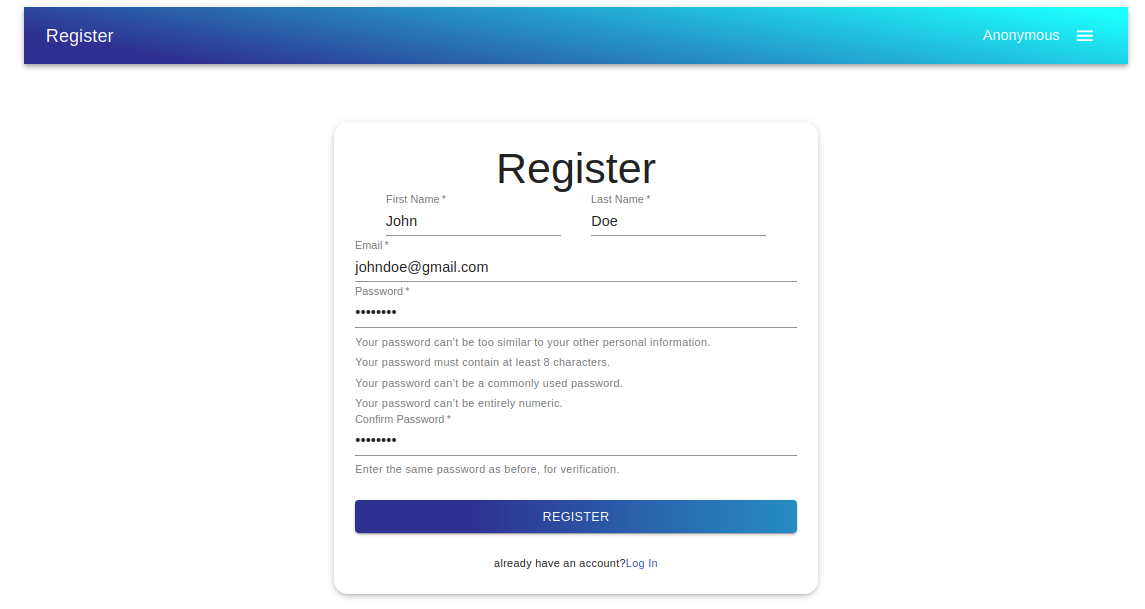 Register
Anonymous
Register
First Name * Last Name *
John Doe
Email *
johndoe@gmail.com
Password *
••••••••
Your password can't be too similar to your other personal information.
Your password must contain at least 8 characters.
Your password can't be a commonly used password.
Your password can't be entirely numeric.
Confirm Password *
••••••••
Enter the same password as before, for verification.
REGISTER
already have an account?Log In